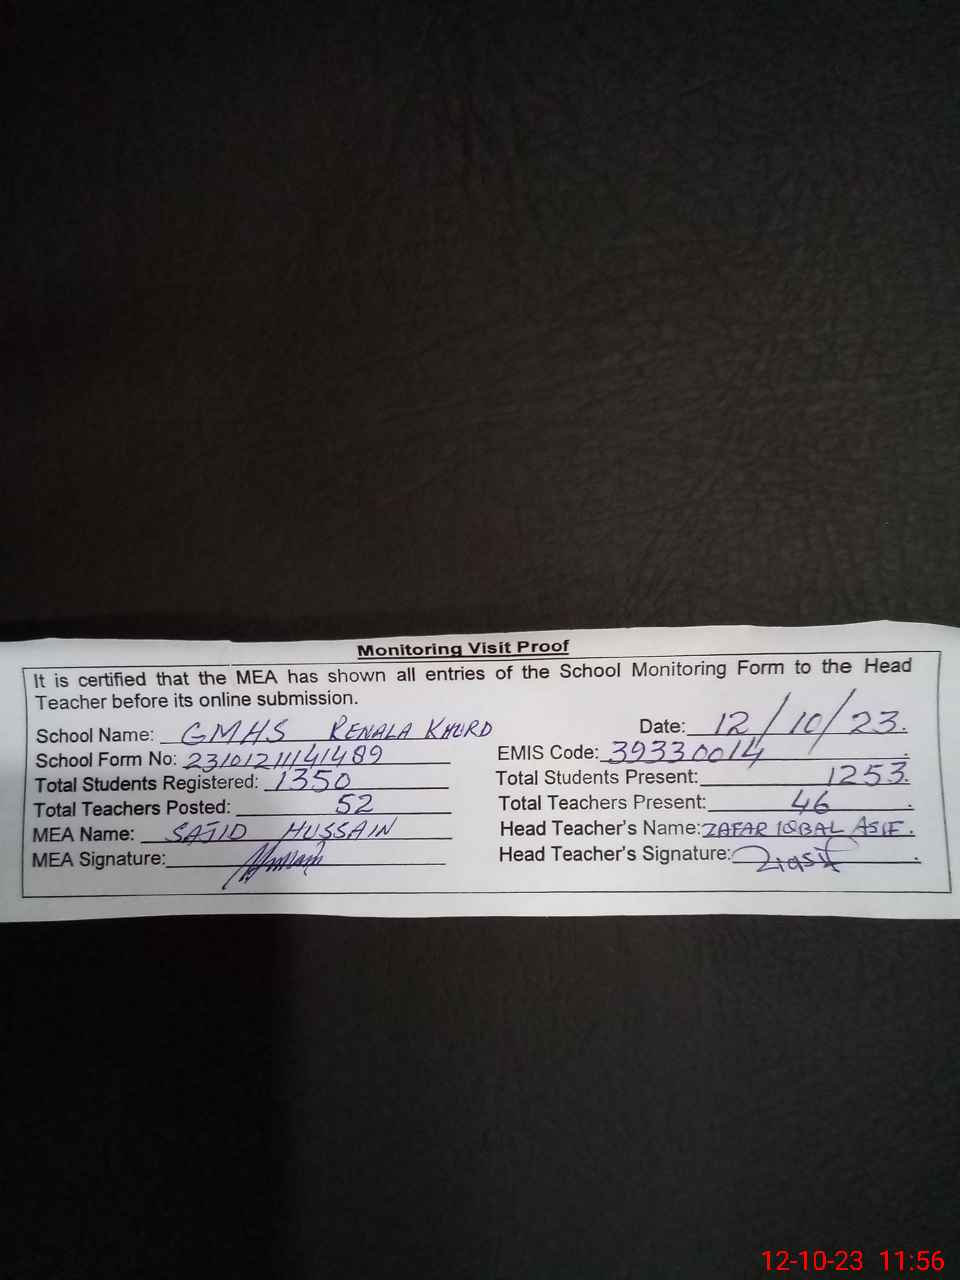 Monitoring Visit Proof
It is certified that the MEA has shown all entries of the School Monitoring Form to the Head
Teacher before its online submission.
School Name: GMHS RENALA KHURD Date: 12/10/23.
School Form No: 23101211141489 EMIS Code: 39330014.
Total Students Registered: 1350 Total Students Present: 1253.
Total Teachers Posted: 52 Total Teachers Present: 46.
MEA Name: SAJID HUSSAIN Head Teacher's Name: ZAFAR IQBAL ASIF.
MEA Signature: Head Teacher's Signature: .
12-10-23 11:56